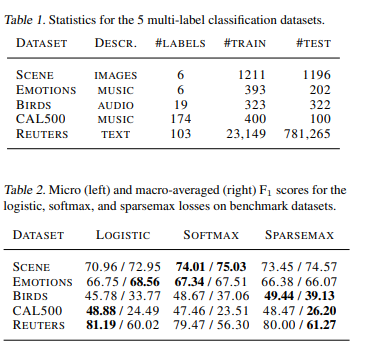 Table 1. Statistics for the 5 multi-label classification datasets.
DATASET DESCR. #LABELS #TRAIN #TEST
SCENE IMAGES 6 1211 1196
EMOTIONS MUSIC 6 393 202
BIRDS AUDIO 19 323 322
CAL500 MUSIC 174 400 100
REUTERS TEXT 103 23,149 781,265
Table 2. Micro (left) and macro-averaged (right) F1 scores for the
logistic, softmax, and sparsemax losses on benchmark datasets.
DATASET LOGISTIC SOFTMAX SPARSEMAX
SCENE 70.96 / 72.95 74.01 / 75.03 73.45 / 74.57
EMOTIONS 66.75 / 68.56 67.34 / 67.51 66.38 / 66.07
BIRDS 45.78 / 33.77 48.67 / 37.06 49.44 / 39.13
CAL500 48.88 / 24.49 47.46 / 23.51 48.47 / 26.20
REUTERS 81.19 / 60.02 79.47 / 56.30 80.00 / 61.27